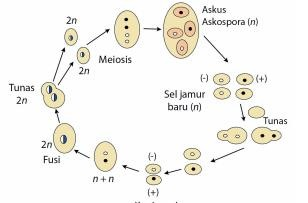 2n
2n
Meiosis
Askus
Askospora (n)
(-)
(+)
Sel jamur
baru (n)
Tunas
Tunas
2n
2n
Fusi
n + n
(-)
(+)